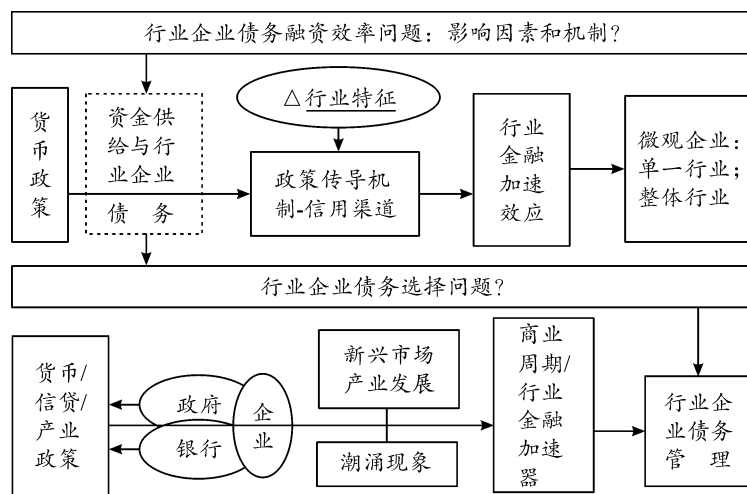 行业企业债务融资效率问题：影响因素和机制？
货
币
政
策
资金供
给与行
业企业
债 务
△行业特征
政策传导机
制-信用渠道
行业
金融
加速
效应
微观企业：
单一行业；
整体行业
行业企业债务选择问题？
货币/
信贷/
产业
政策
政府
银行
企
业
新兴市场
产业发展
潮涌现象
商业
周期/
行业
金融
加速
器
行业企
业债务
管 理